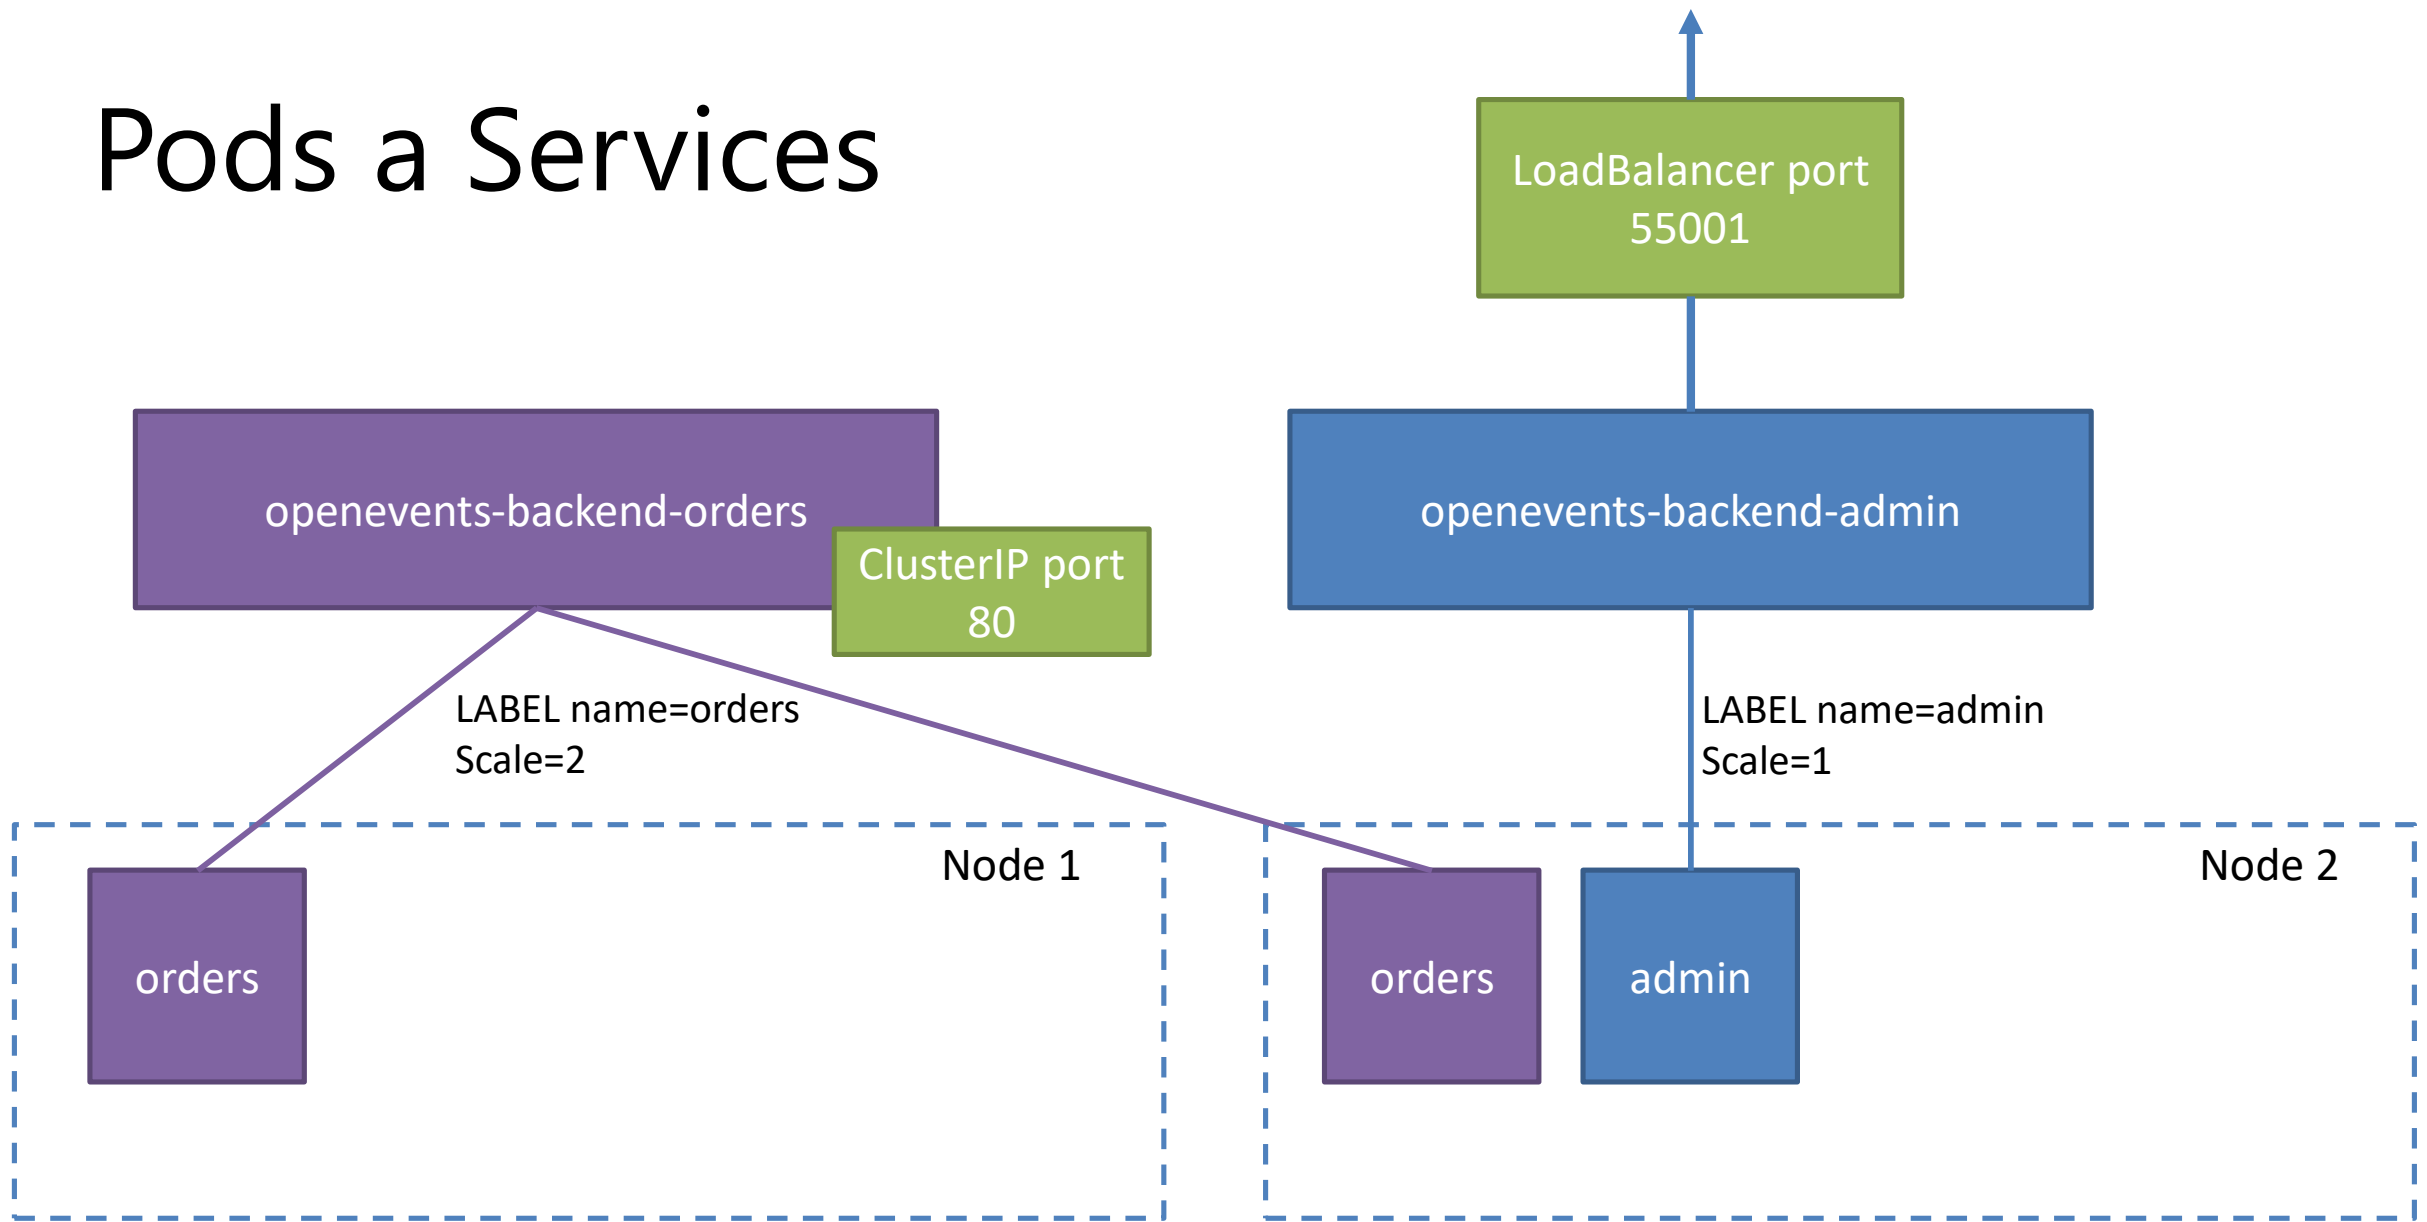 Pods a Services
LoadBalancer port
55001
openevents-backend-orders
ClusterIP port
80
openevents-backend-admin
LABEL name=orders
Scale=2
LABEL name=admin
Scale=1
Node 1
orders
Node 2
orders
admin